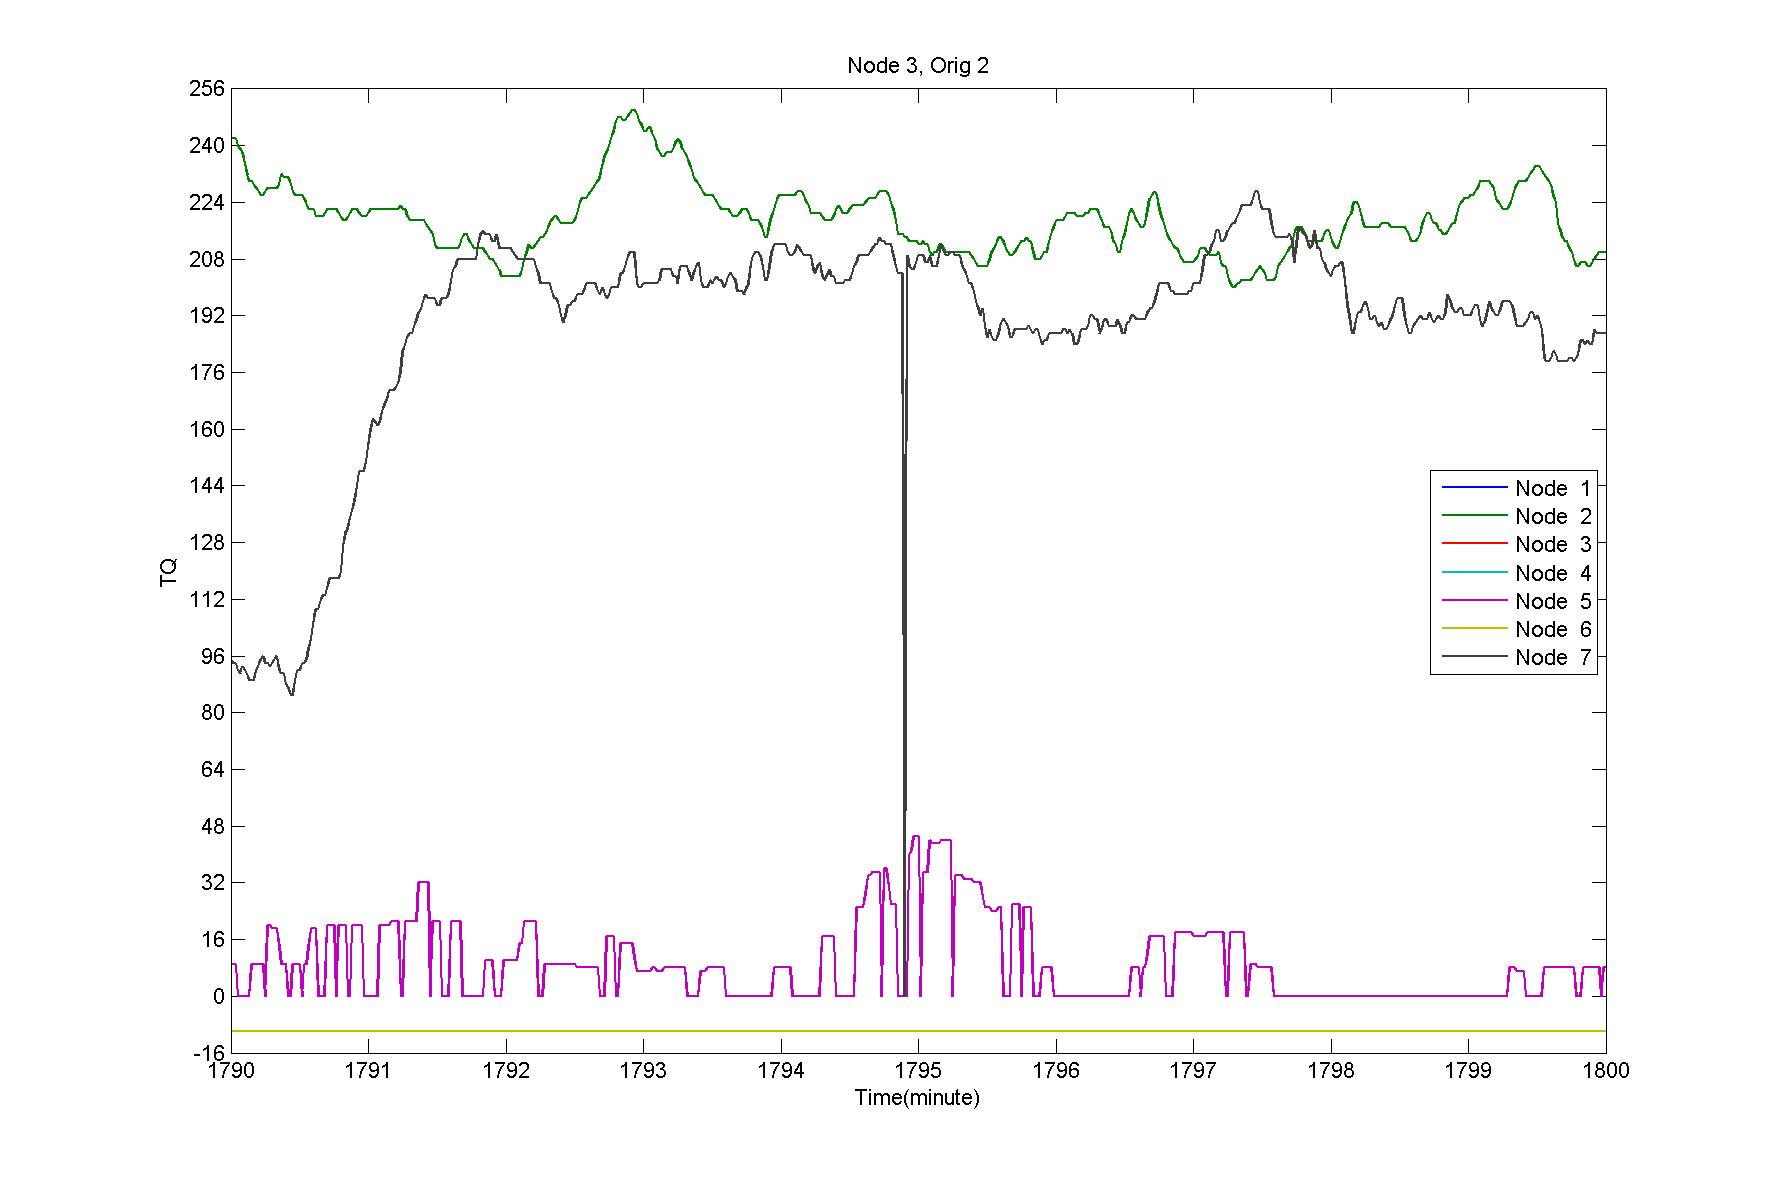 Node 3, Orig 2
256
240
224
208
192
176
160
144
128
112
96
80
64
48
32
16
0
-16
TQ
Node 1
Node 2
Node 3
Node 4
Node 5
Node 6
Node 7
1790 1791 1792 1793 1794 1795 1796 1797 1798 1799 1800
Time(minute)